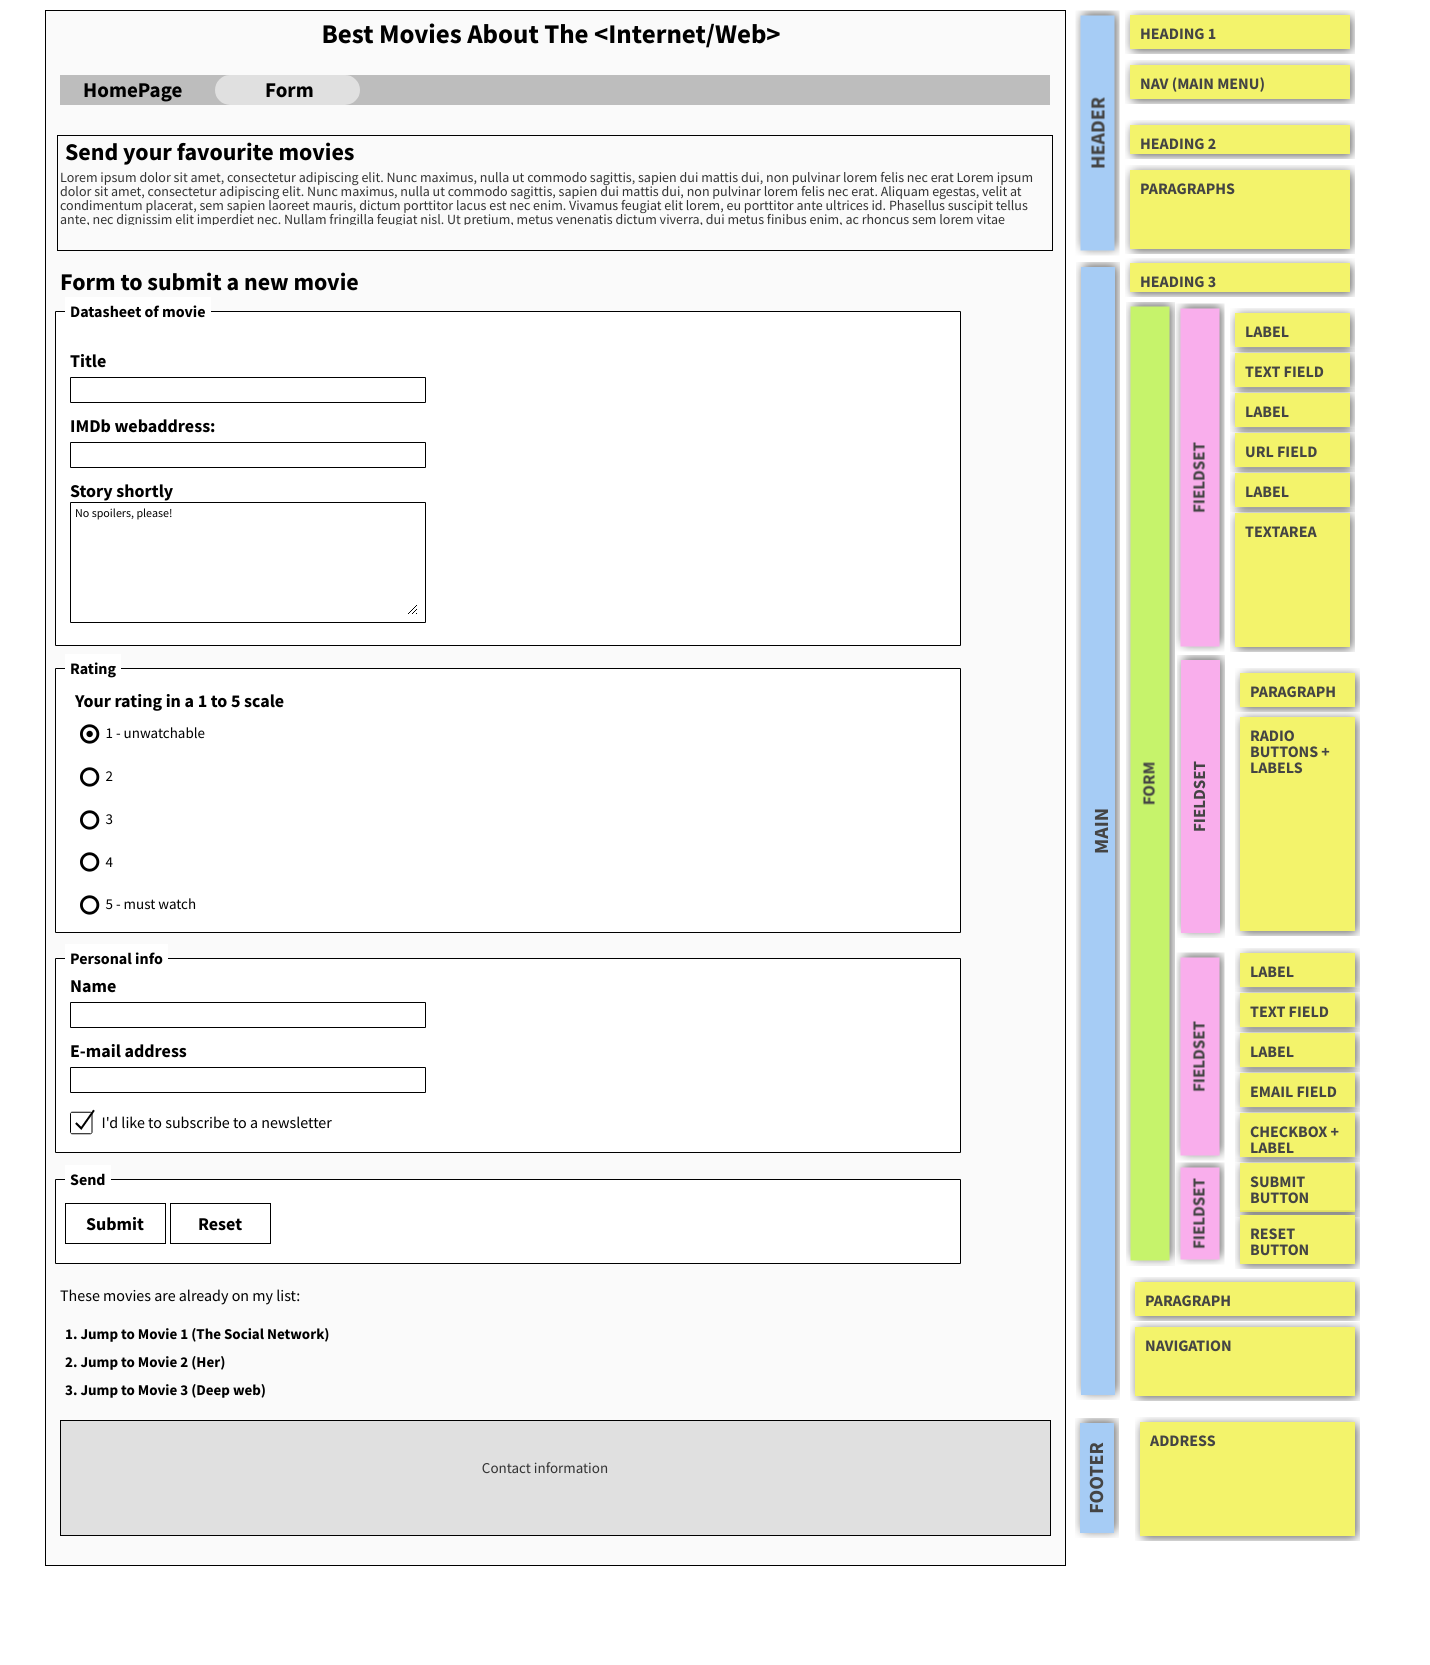 Best Movies About The <Internet/Web>
HomePage
Form
Send your favourite movies
Lorem ipsum dolor sit amet, consectetur adipiscing elit. Nunc maximus, nulla ut commodo sagittis, sapien dui mattis dui, non pulvinar lorem felis nec erat Lorem ipsum
dolor sit amet, consectetur adipiscing elit. Nunc maximus, nulla ut commodo sagittis, sapien dui mattis dui, non pulvinar lorem felis nec erat. Aliquam egestas, velit at
condimentum placerat, sem sapien laoreet mauris, dictum porttitor lacus est nec enim. Vivamus feugiat elit lorem, eu porttitor ante ultrices id. Phasellus suscipit tellus
ante, nec dignissim elit imperdiet nec. Nullam fringilla feugiat nisl. Ut pretium, metus venenatis dictum viverra, dui metus finibus enim, ac rhoncus sem lorem vitae
Form to submit a new movie
Datasheet of movie
Title
IMDb webaddress:
Story shortly
No spoilers, please!
Rating
Your rating in a 1 to 5 scale
1 - unwatchable
2
3
4
5 - must watch
Personal info
Name
E-mail address
I'd like to subscribe to a newsletter
Send
Submit
Reset
These movies are already on my list:
1. Jump to Movie 1 (The Social Network)
2. Jump to Movie 2 (Her)
3. Jump to Movie 3 (Deep web)
Contact information
HEADER
HEADING 1
NAV (MAIN MENU)
HEADING 2
PARAGRAPHS
MAIN
HEADING 3
FORM
FIELDSET
LABEL
TEXT FIELD
LABEL
URL FIELD
LABEL
TEXTAREA
FIELDSET
PARAGRAPH
RADIO
BUTTONS +
LABELS
FIELDSET
LABEL
TEXT FIELD
LABEL
EMAIL FIELD
CHECKBOX +
LABEL
FIELDSET
SUBMIT
BUTTON
RESET
BUTTON
PARAGRAPH
NAVIGATION
FOOTER
ADDRESS